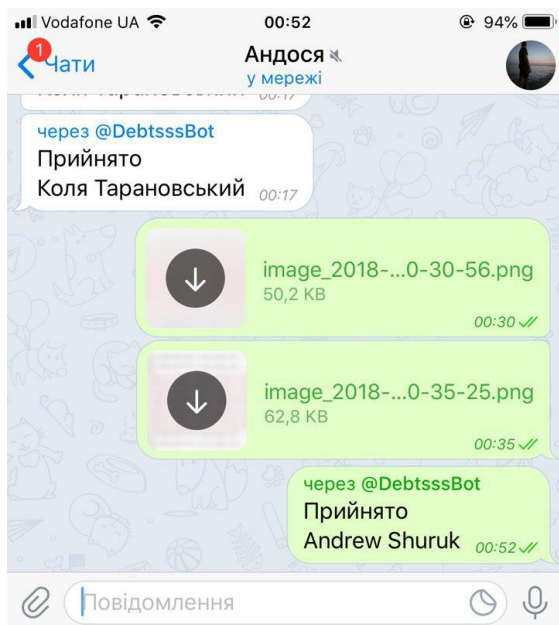 Vodafone UA
00:52
94%
1
Чати
Андося
у мережі
00:17
через @DebtsssBot
Прийнято
Коля Тарановський 00:17
image_2018-...0-30-56.png
50,2 KB
00:30
image_2018-...0-35-25.png
62,8 KB
00:35
через @DebtsssBot
Прийнято
Andrew Shuruk 00:52
Повідомлення